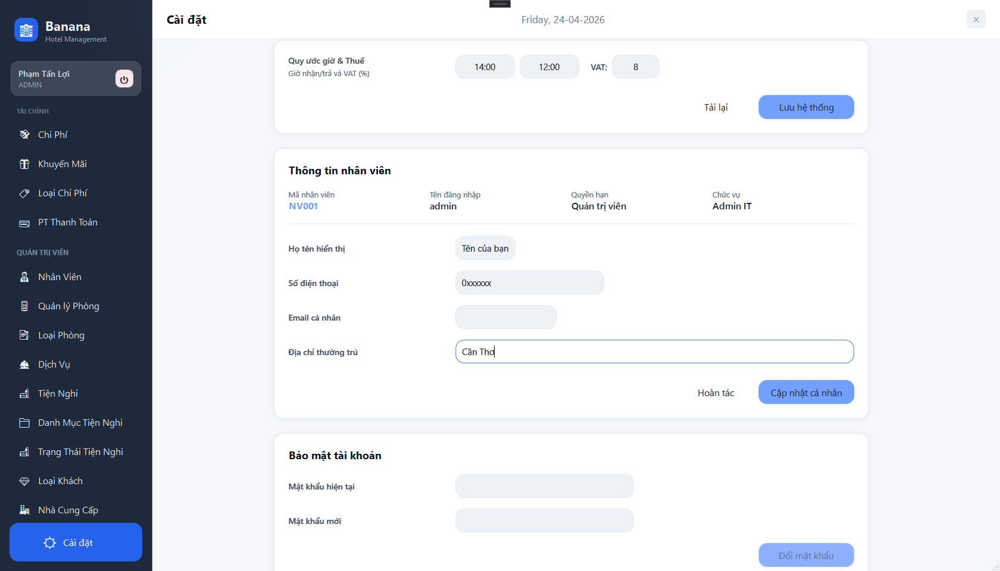 Banana
Hotel Management
Phạm Tấn Lợi
ADMIN
TÀI CHÍNH
Chi Phí
Khuyến Mãi
Loại Chi Phí
PT Thanh Toán
QUẢN TRỊ VIÊN
Nhân Viên
Quản lý Phòng
Loại Phòng
Dịch Vụ
Tiện Nghi
Danh Mục Tiện Nghi
Trạng Thái Tiện Nghi
Loại Khách
Nhà Cung Cấp
Cài đặt
Cài đặt
Friday, 24-04-2026
Quy ước giờ & Thuế
Giờ nhận/trả và VAT (%)
14:00 12:00 VAT: 8
Tải lại Lưu hệ thống
Thông tin nhân viên
Mã nhân viên Tên đăng nhập Quyền hạn Chức vụ
NV001 admin Quản trị viên Admin IT
Họ tên hiển thị Tên của bạn
Số điện thoại 0xxxxxx
Email cá nhân
Địa chỉ thường trú Cần Thơ
Hoàn tác Cập nhật cá nhân
Bảo mật tài khoản
Mật khẩu hiện tại
Mật khẩu mới
Đổi mật khẩu